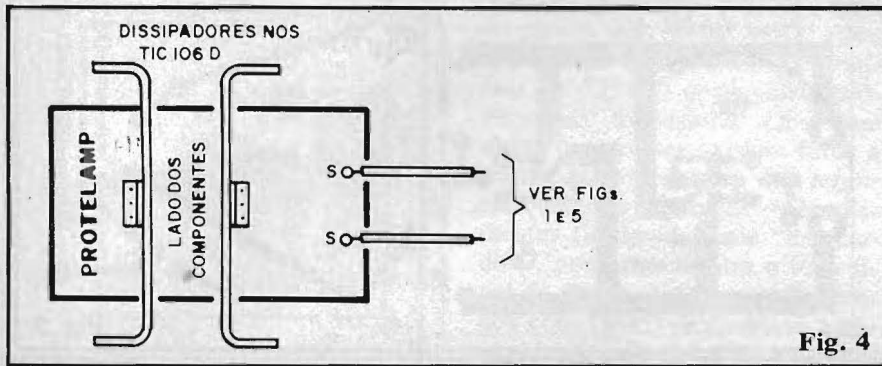 DISSIPADORES NOS
TIC 106 D
PROTELAMP
LADO DOS
COMPONENTES
S
S
VER FIGs.
1 E 5
Fig. 4